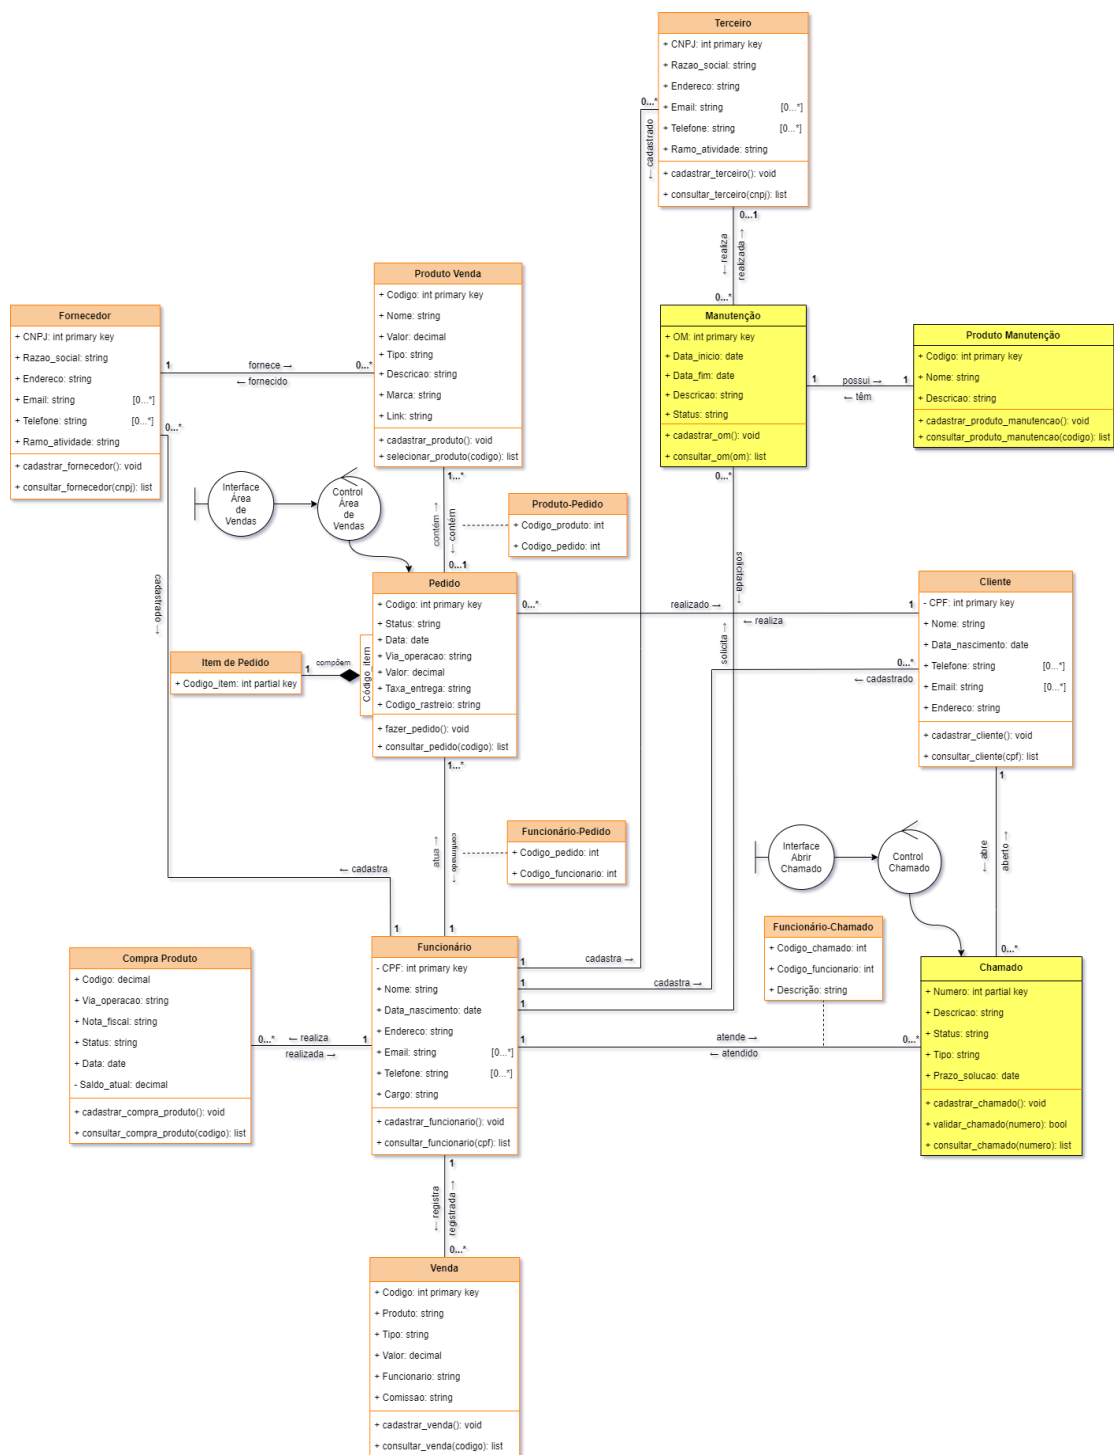 Terceiro
+ CNPJ: int primary key
+ Razao_social: string
+ Endereco: string
+ Email: string [0...*]
+ Telefone: string [0...*]
+ Ramo_atividade: string
+ cadastrar_terceiro(): void
+ consultar_terceiro(cnpj): list
0...*
← cadastrado
0...1
← realiza
realizada →
0...*
Produto Venda
+ Codigo: int primary key
+ Nome: string
+ Valor: decimal
+ Tipo: string
+ Descricao: string
+ Marca: string
+ Link: string
+ cadastrar_produto(): void
+ selecionar_produto(codigo): list
Fornecedor
+ CNPJ: int primary key
+ Razao_social: string
+ Endereco: string
+ Email: string [0...*]
+ Telefone: string [0...*]
+ Ramo_atividade: string
+ cadastrar_fornecedor(): void
+ consultar_fornecedor(cnpj): list
1
fornece →
← fornecido
0...*
0...*
Manutenção
+ OM: int primary key
+ Data_inicio: date
+ Data_fim: date
+ Descricao: string
+ Status: string
+ cadastrar_om(): void
+ consultar_om(om): list
1
possui →
← têm
1
Produto Manutenção
+ Codigo: int primary key
+ Nome: string
+ Descricao: string
+ cadastrar_produto_manutencao(): void
+ consultar_produto_manutencao(codigo): list
0...*
Interface
Área
de
Vendas
Control
Área
de
Vendas
1...*
contém →
← contém
0...1
Produto-Pedido
+ Codigo_produto: int
+ Codigo_pedido: int
cadastrado →
solicitada →
solicita →
Pedido
+ Codigo: int primary key
+ Status: string
+ Data: date
+ Via_operacao: string
+ Valor: decimal
+ Taxa_entrega: string
+ Codigo_rastreio: string
+ fazer_pedido(): void
+ consultar_pedido(codigo): list
Código_item
Item de Pedido
+ Codigo_item: int partial key
1
compõem
0...*
realizado →
← realiza
1
Cliente
- CPF: int primary key
+ Nome: string
+ Data_nascimento: date
+ Telefone: string [0...*]
+ Email: string [0...*]
+ Endereco: string
+ cadastrar_cliente(): void
+ consultar_cliente(cpf): list
0...*
← cadastrado
1
← abre
aberto →
0...*
1...*
atua →
confirmado →
1
Funcionário-Pedido
+ Codigo_pedido: int
+ Codigo_funcionario: int
Interface
Abrir
Chamado
Control
Chamado
← cadastra
1
Funcionário
- CPF: int primary key
+ Nome: string
+ Data_nascimento: date
+ Endereco: string
+ Email: string [0...*]
+ Telefone: string [0...*]
+ Cargo: string
+ cadastrar_funcionario(): void
+ consultar_funcionario(cpf): list
1
cadastra →
1
cadastra →
1
1
atende →
← atendido
0...*
Funcionário-Chamado
+ Codigo_chamado: int
+ Codigo_funcionario: int
+ Descrição: string
Chamado
+ Numero: int partial key
+ Descricao: string
+ Status: string
+ Tipo: string
+ Prazo_solucao: date
+ cadastrar_chamado(): void
+ validar_chamado(numero): bool
+ consultar_chamado(numero): list
Compra Produto
+ Codigo: decimal
+ Via_operacao: string
+ Nota_fiscal: string
+ Status: string
+ Data: date
- Saldo_atual: decimal
+ cadastrar_compra_produto(): void
+ consultar_compra_produto(codigo): list
0...*
← realiza
realizada →
1
1
← registra
registrada →
0...*
Venda
+ Codigo: int primary key
+ Produto: string
+ Tipo: string
+ Valor: decimal
+ Funcionario: string
+ Comissao: string
+ cadastrar_venda(): void
+ consultar_venda(codigo): list